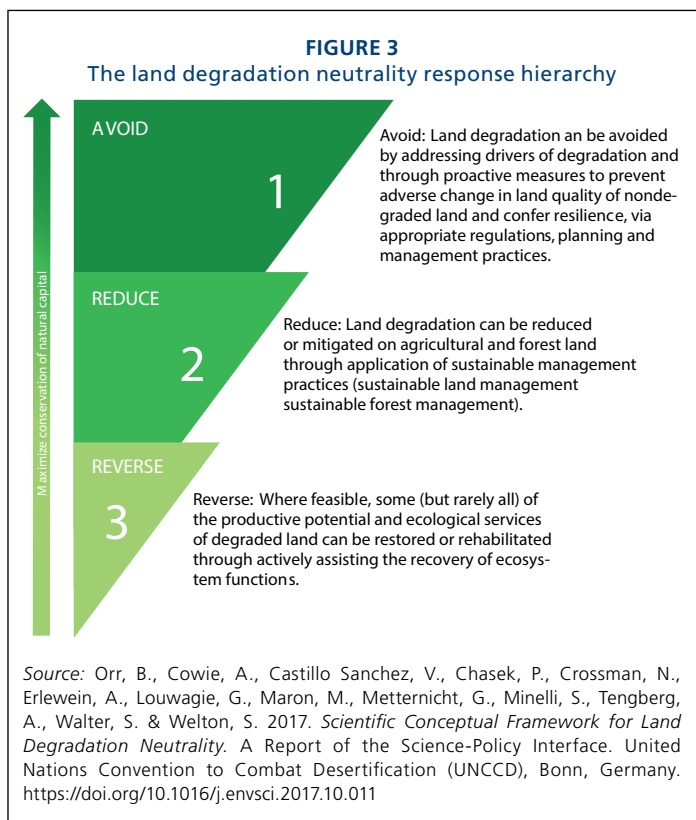 FIGURE 3
The land degradation neutrality response hierarchy
AVOID
1
Avoid: Land degradation an be avoided
by addressing drivers of degradation and
through proactive measures to prevent
adverse change in land quality of nonde-
graded land and confer resilience, via
appropriate regulations, planning and
management practices.
REDUCE
2
Reduce: Land degradation can be reduced
or mitigated on agricultural and forest land
through application of sustainable management
practices (sustainable land management
sustainable forest management).
REVERSE
3
Reverse: Where feasible, some (but rarely all) of
the productive potential and ecological services
of degraded land can be restored or rehabilitated
through actively assisting the recovery of ecosys-
tem functions.
Maximize conservation of natural capital
Source: Orr, B., Cowie, A., Castillo Sanchez, V., Chasek, P., Crossman, N.,
Erlewein, A., Louwagie, G., Maron, M., Metternicht, G., Minelli, S., Tengberg,
A., Walter, S. & Welton, S. 2017. Scientific Conceptual Framework for Land
Degradation Neutrality. A Report of the Science-Policy Interface. United
Nations Convention to Combat Desertification (UNCCD), Bonn, Germany.
https://doi.org/10.1016/j.envsci.2017.10.011